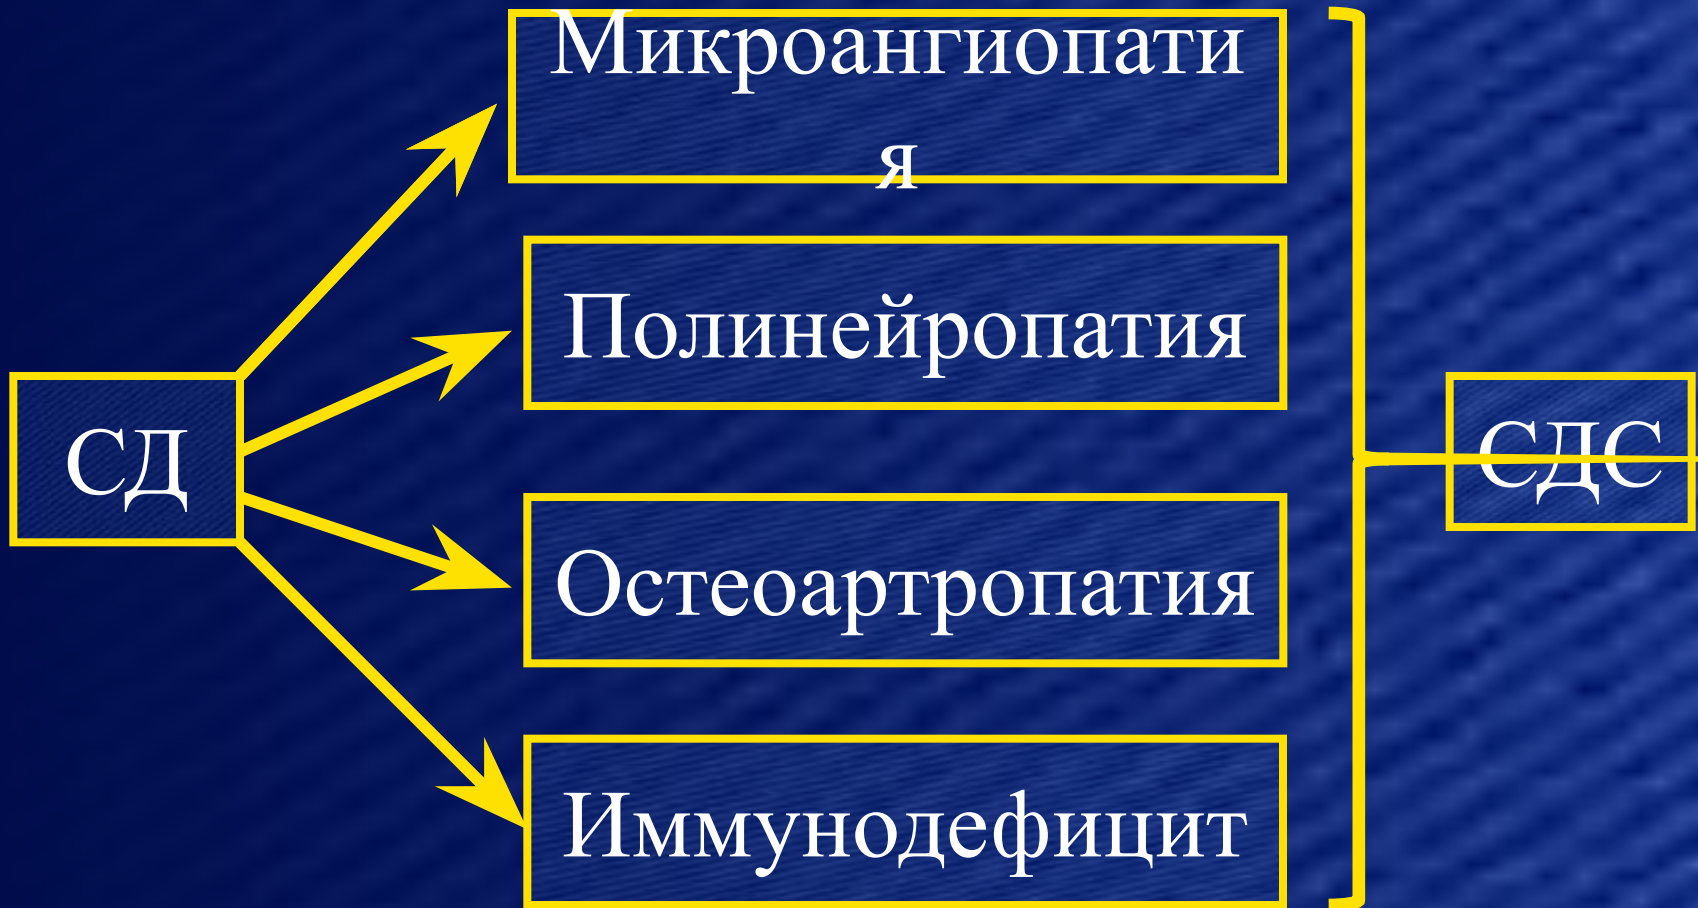 Микроангиопати
я
Полинейропатия
СД
СДС
Остеоартропатия
Иммунодефицит